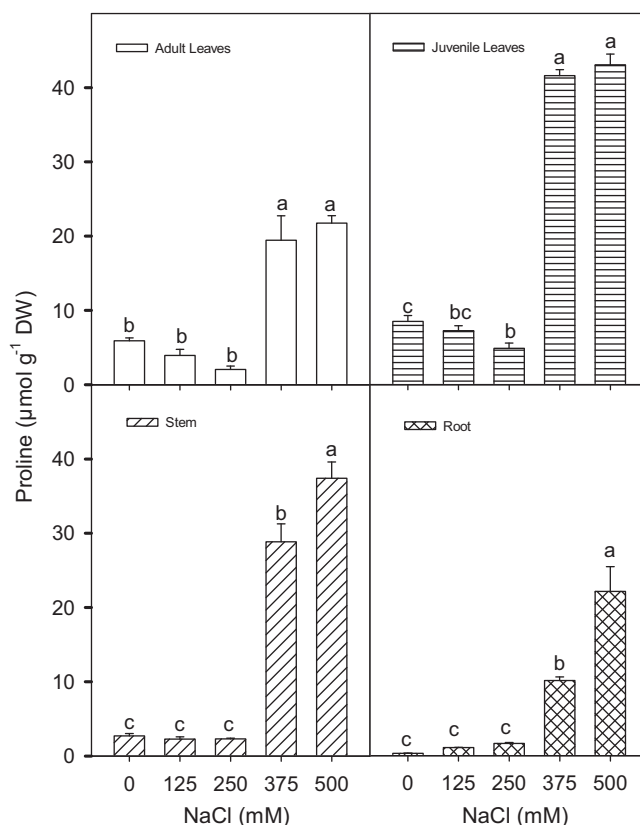 Adult Leaves
Juvenile Leaves
a
a
40
30
a
a
20
10
b
b
b
c
bc
b
0
Proline (μmol g⁻¹ DW)
Stem
Root
a
40
b
a
30
20
b
10
c
c
c
c
c
c
0
0 125 250 375 500
0 125 250 375 500
NaCl (mM)
NaCl (mM)